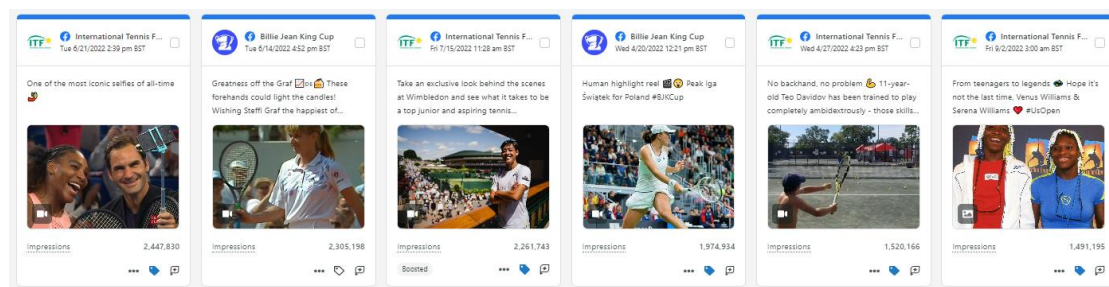 ITF
International Tennis F...
Tue 6/21/2022 2:39 pm BST
One of the most iconic selfies of all-time
🤳
Impressions
2,447,830
Billie Jean King Cup
Tue 6/14/2022 4:52 pm BST
Greatness off the Graf 📈ps 🍰 These
forehands could light the candles!
Wishing Steffi Graf the happiest of...
Impressions
2,305,198
ITF
International Tennis F...
Fri 7/15/2022 11:28 am BST
Take an exclusive look behind the scenes
at Wimbledon and see what it takes to be
a top junior and aspiring tennis...
Impressions
2,261,743
Boosted
Billie Jean King Cup
Wed 4/20/2022 12:21 pm BST
Human highlight reel 🎬😮 Peak Iga
Świątek for Poland #BJKCup
Impressions
1,974,934
ITF
International Tennis F...
Wed 4/27/2022 4:23 pm BST
No backhand, no problem 💪 11-year-
old Teo Davidov has been trained to play
completely ambidextrously - those skills...
Impressions
1,520,166
ITF
International Tennis F...
Fri 9/2/2022 3:00 am BST
From teenagers to legends 🐐 Hope it's
not the last time, Venus Williams &
Serena Williams ❤️ #UsOpen
Impressions
1,491,195